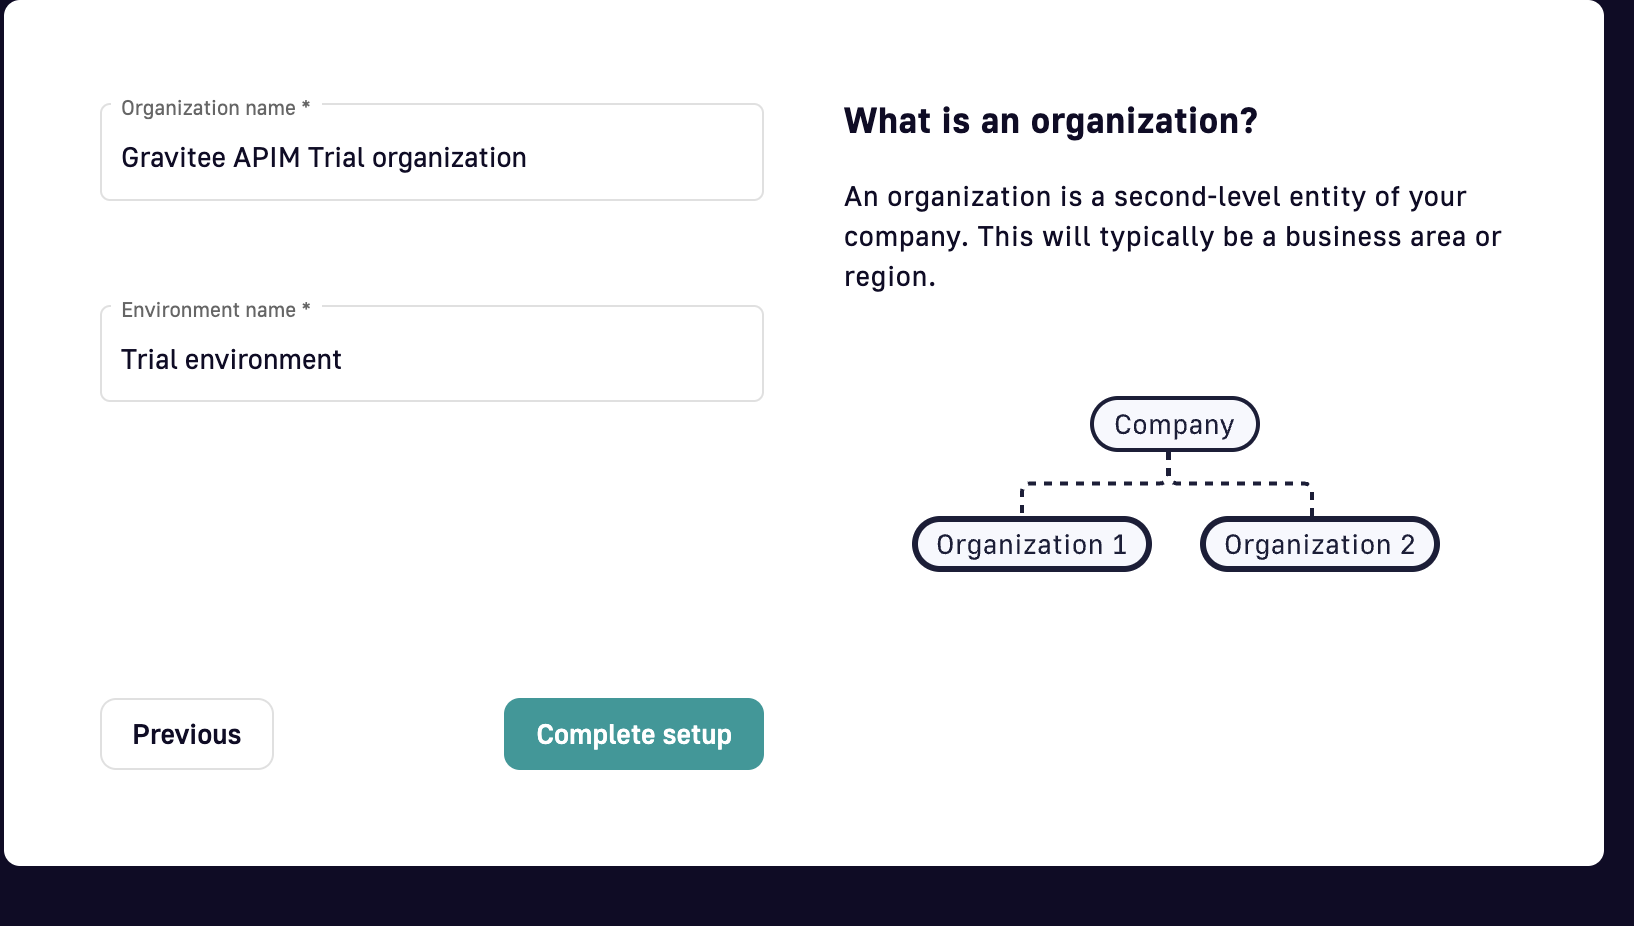 Organization name *
Gravitee APIM Trial organization
Environment name *
Trial environment
Previous
Complete setup
What is an organization?
An organization is a second-level entity of your
company. This will typically be a business area or
region.
Company
Organization 1
Organization 2